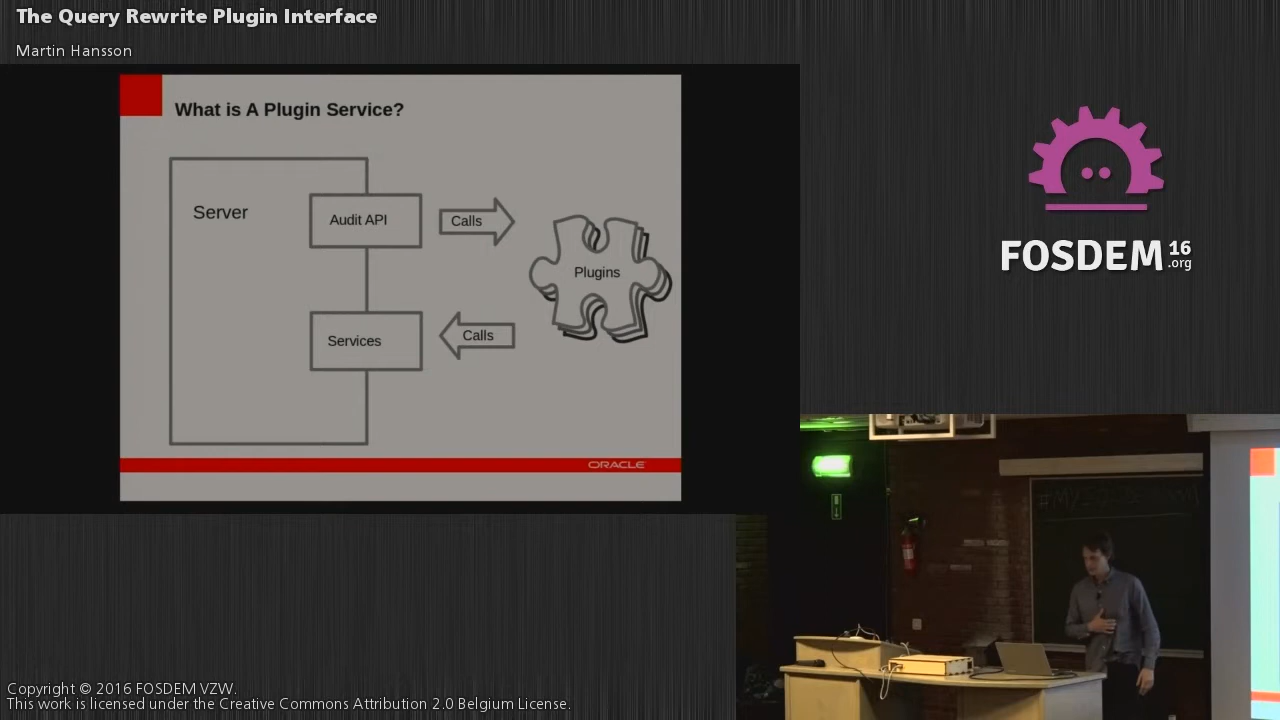 The Query Rewrite Plugin Interface
Martin Hansson
What is A Plugin Service?
Server
Audit API
Calls
Plugins
Services
Calls
ORACLE
FOSDEM 16
.org
Copyright © 2016 FOSDEM VZW.
This work is licensed under the Creative Commons Attribution 2.0 Belgium License.